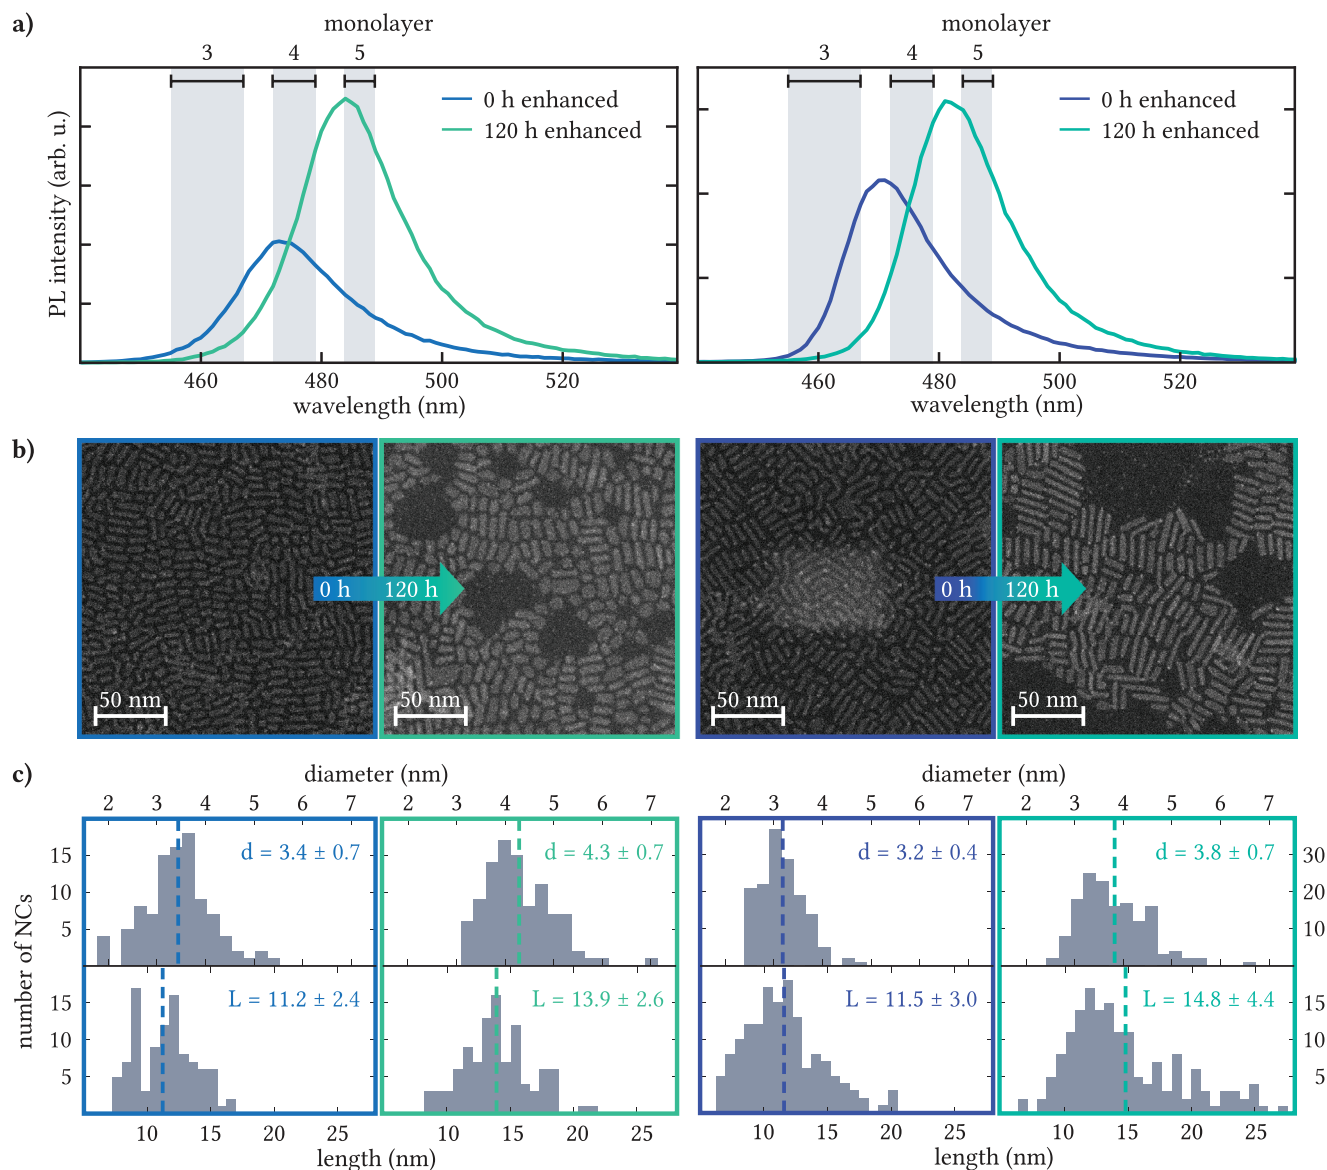 a)
monolayer
3 4 5
0 h enhanced
120 h enhanced
PL intensity (arb. u.)
460 480 500 520
wavelength (nm)
monolayer
3 4 5
0 h enhanced
120 h enhanced
460 480 500 520
wavelength (nm)
b)
0 h 120 h
50 nm
50 nm
0 h 120 h
50 nm
50 nm
c)
diameter (nm)
2 3 4 5 6 7 2 3 4 5 6 7
d = 3.4 ± 0.7
d = 4.3 ± 0.7
15
10
5
number of NCs
L = 11.2 ± 2.4
L = 13.9 ± 2.6
15
10
5
10 15 20 25 10 15 20 25
length (nm)
diameter (nm)
2 3 4 5 6 7 2 3 4 5 6 7
d = 3.2 ± 0.4
d = 3.8 ± 0.7
30
20
10
L = 11.5 ± 3.0
L = 14.8 ± 4.4
15
10
5
10 15 20 25 10 15 20 25
length (nm)